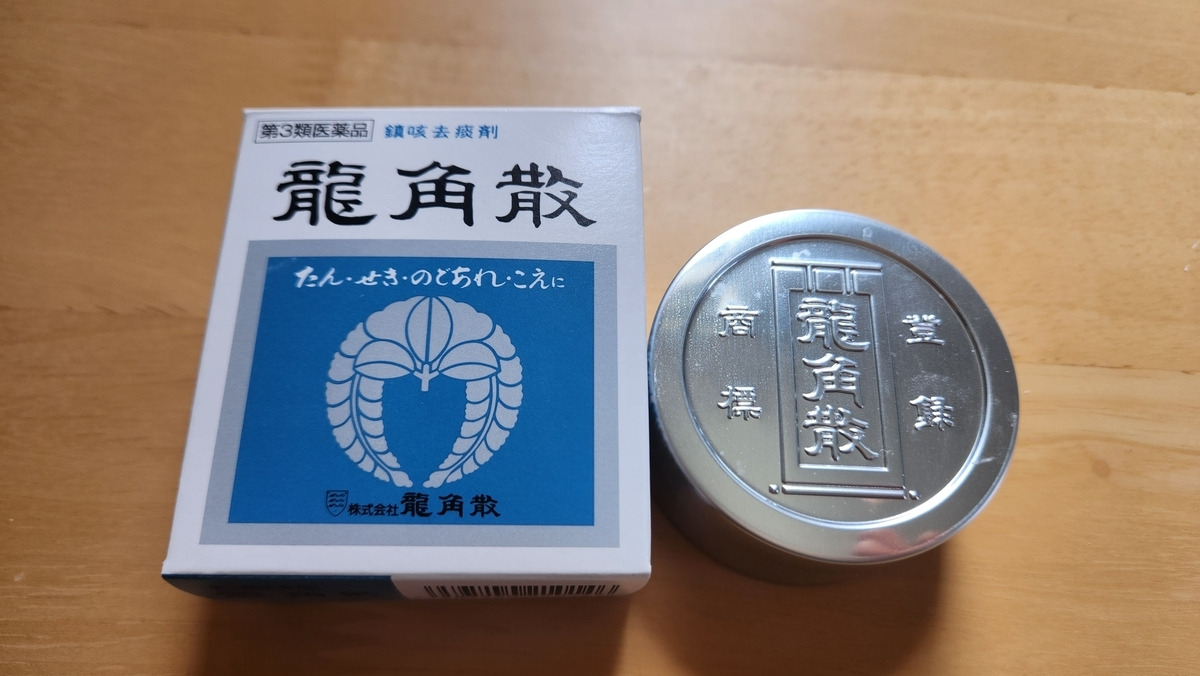 第3類医薬品 鎮咳去痰剤
龍角散
たん・せき・のどあれ・こえに
株式会社龍角散
登録
龍角散
商標